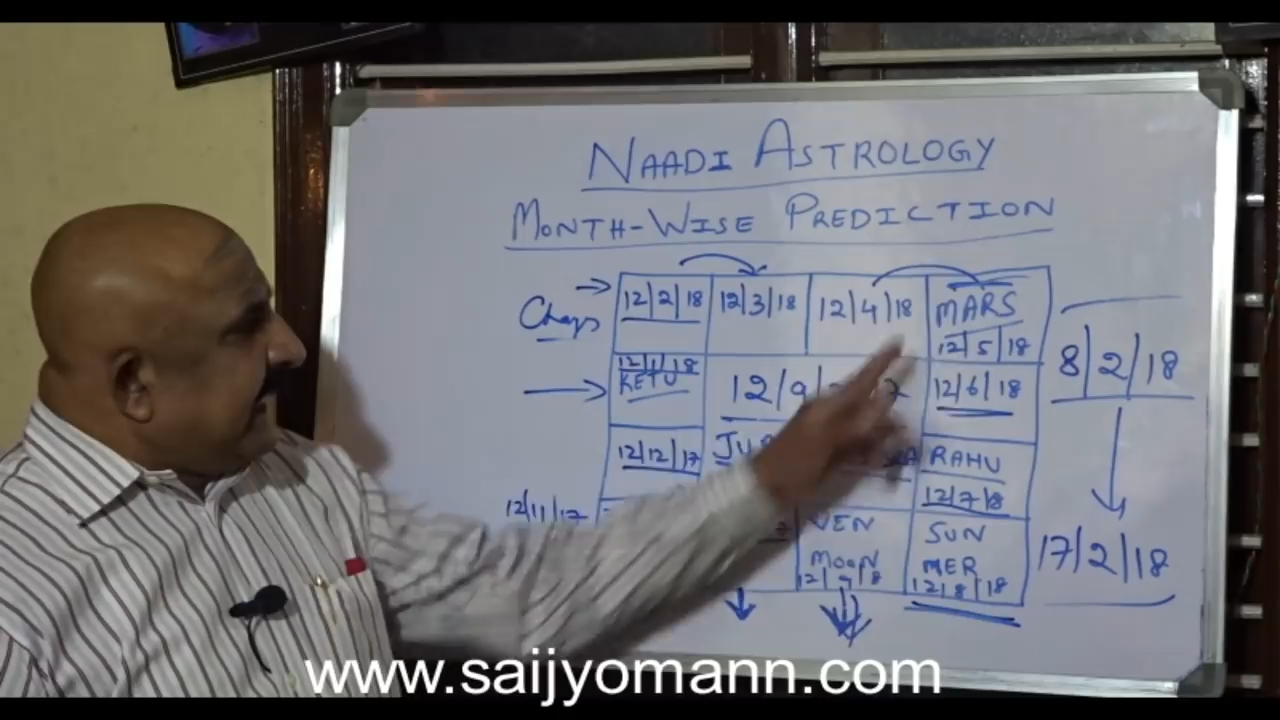 NAADI ASTROLOGY
MONTH-WISE PREDICTION
12/2/18 12/3/18 12/4/18 MARS
12/5/18
8/2/18
12/1/18
KETU
12/6/18
12/12/17
RAHU
12/7/18
12/11/17
VEN
MOON
SUN
MER
12/8/18
17/2/18
www.saijyomann.com